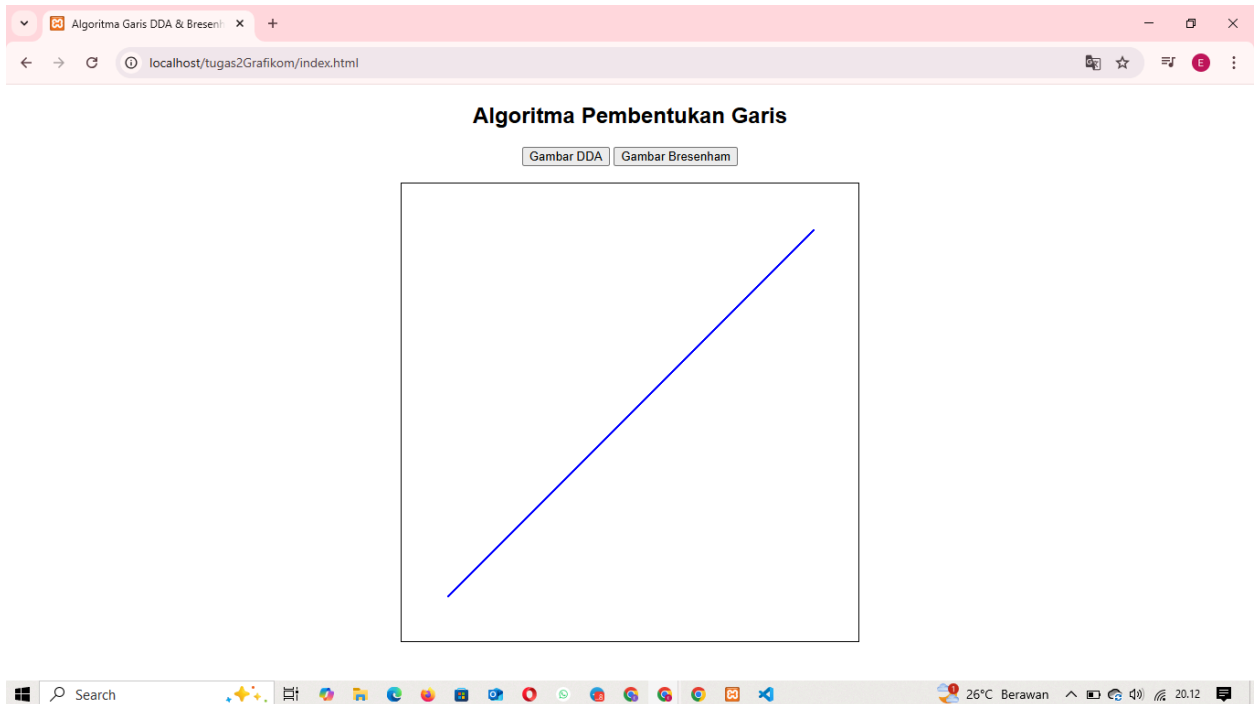 Algoritma Garis DDA & Bresenh
localhost/tugas2Grafikom/index.html
E
Algoritma Pembentukan Garis
Gambar DDA Gambar Bresenham
Search
26°C Berawan 20.12